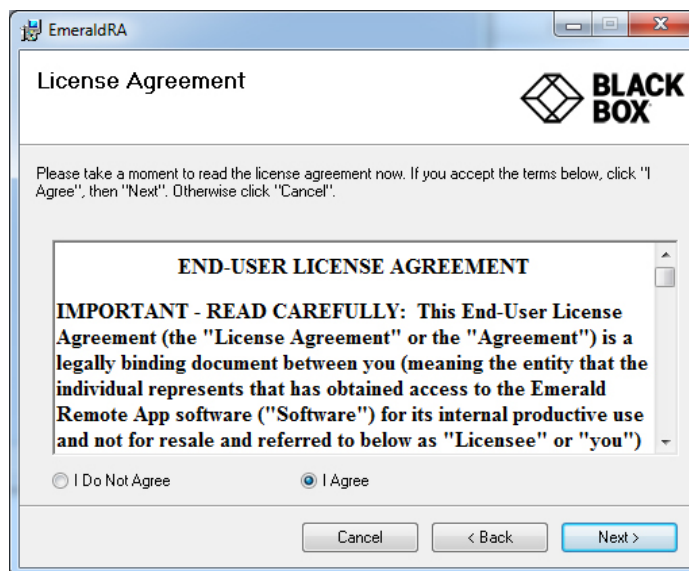 EmeraldRA
License Agreement
BLACK
BOX
Please take a moment to read the license agreement now. If you accept the terms below, click "I
Agree", then "Next". Otherwise click "Cancel".
END-USER LICENSE AGREEMENT
IMPORTANT - READ CAREFULLY: This End-User License
Agreement (the "License Agreement" or the "Agreement") is a
legally binding document between you (meaning the entity that the
individual represents that has obtained access to the Emerald
Remote App software ("Software") for its internal productive use
and not for resale and referred to below as "Licensee" or "you")
I Do Not Agree
I Agree
Cancel
< Back
Next >